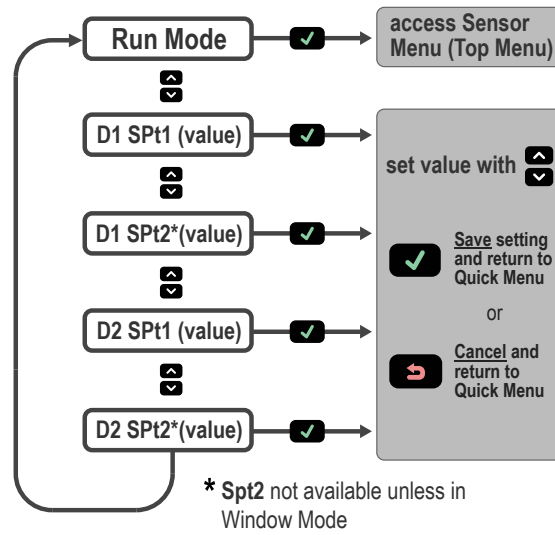 Run Mode
access Sensor
Menu (Top Menu)
D1 SPt1 (value)
set value with
D1 SPt2*(value)
Save setting
and return to
Quick Menu
or
D2 SPt1 (value)
Cancel and
return to
Quick Menu
D2 SPt2*(value)
* Spt2 not available unless in
Window Mode